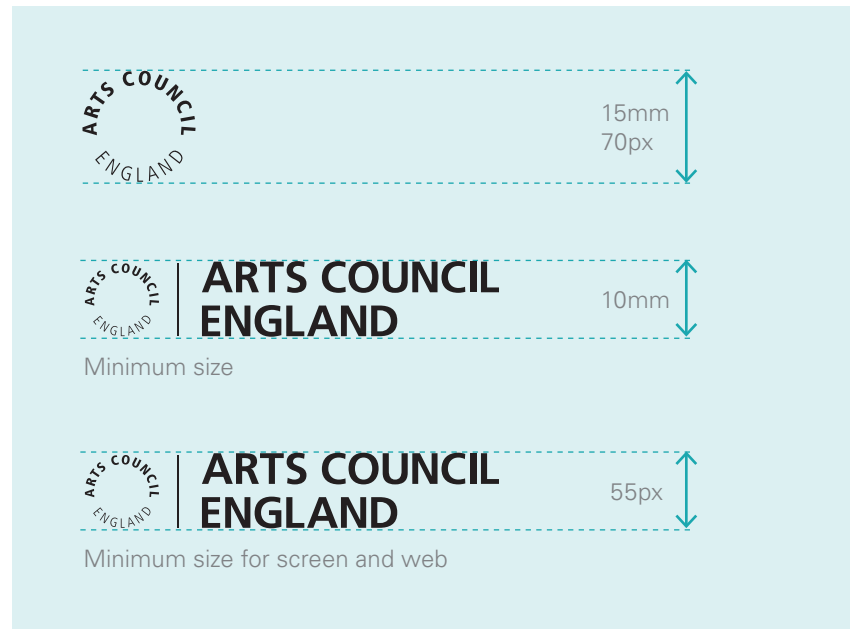 ARTS COUNCIL
ENGLAND
15mm
70px
ARTS COUNCIL
ENGLAND
ARTS COUNCIL
ENGLAND
10mm
Minimum size
ARTS COUNCIL
ENGLAND
ARTS COUNCIL
ENGLAND
55px
Minimum size for screen and web